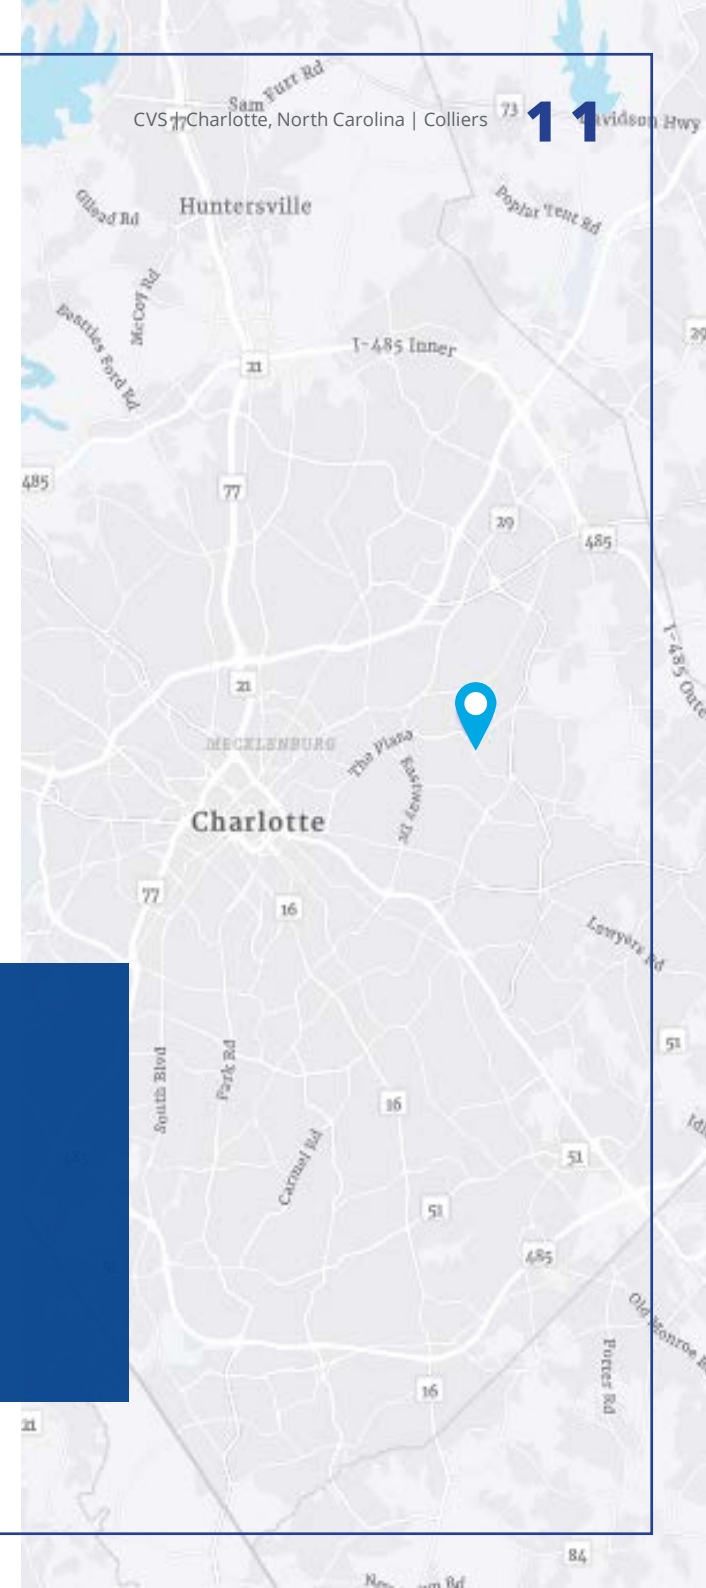 Sam Furr Rd
CVS | Charlotte, North Carolina | Colliers
77
73
11
Davidson Hwy
Gilead Rd
Huntersville
Poplar Tent Rd
McCoy Rd
Beatties Ford Rd
29
I-485 Inner
21
485
77
29
485
I-485 Oute
21
MECKLENBURG
The Plaza
Eastway Dr
Charlotte
77
16
Lawyers Rd
51
South Blvd
Park Rd
16
Carmel Rd
51
51
485
Old Monroe R
Potter Rd
16
21
84